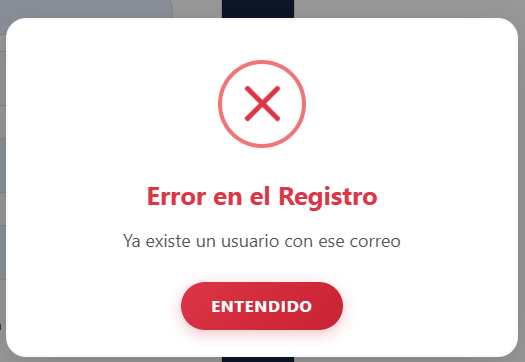 Error en el Registro
Ya existe un usuario con ese correo
ENTENDIDO